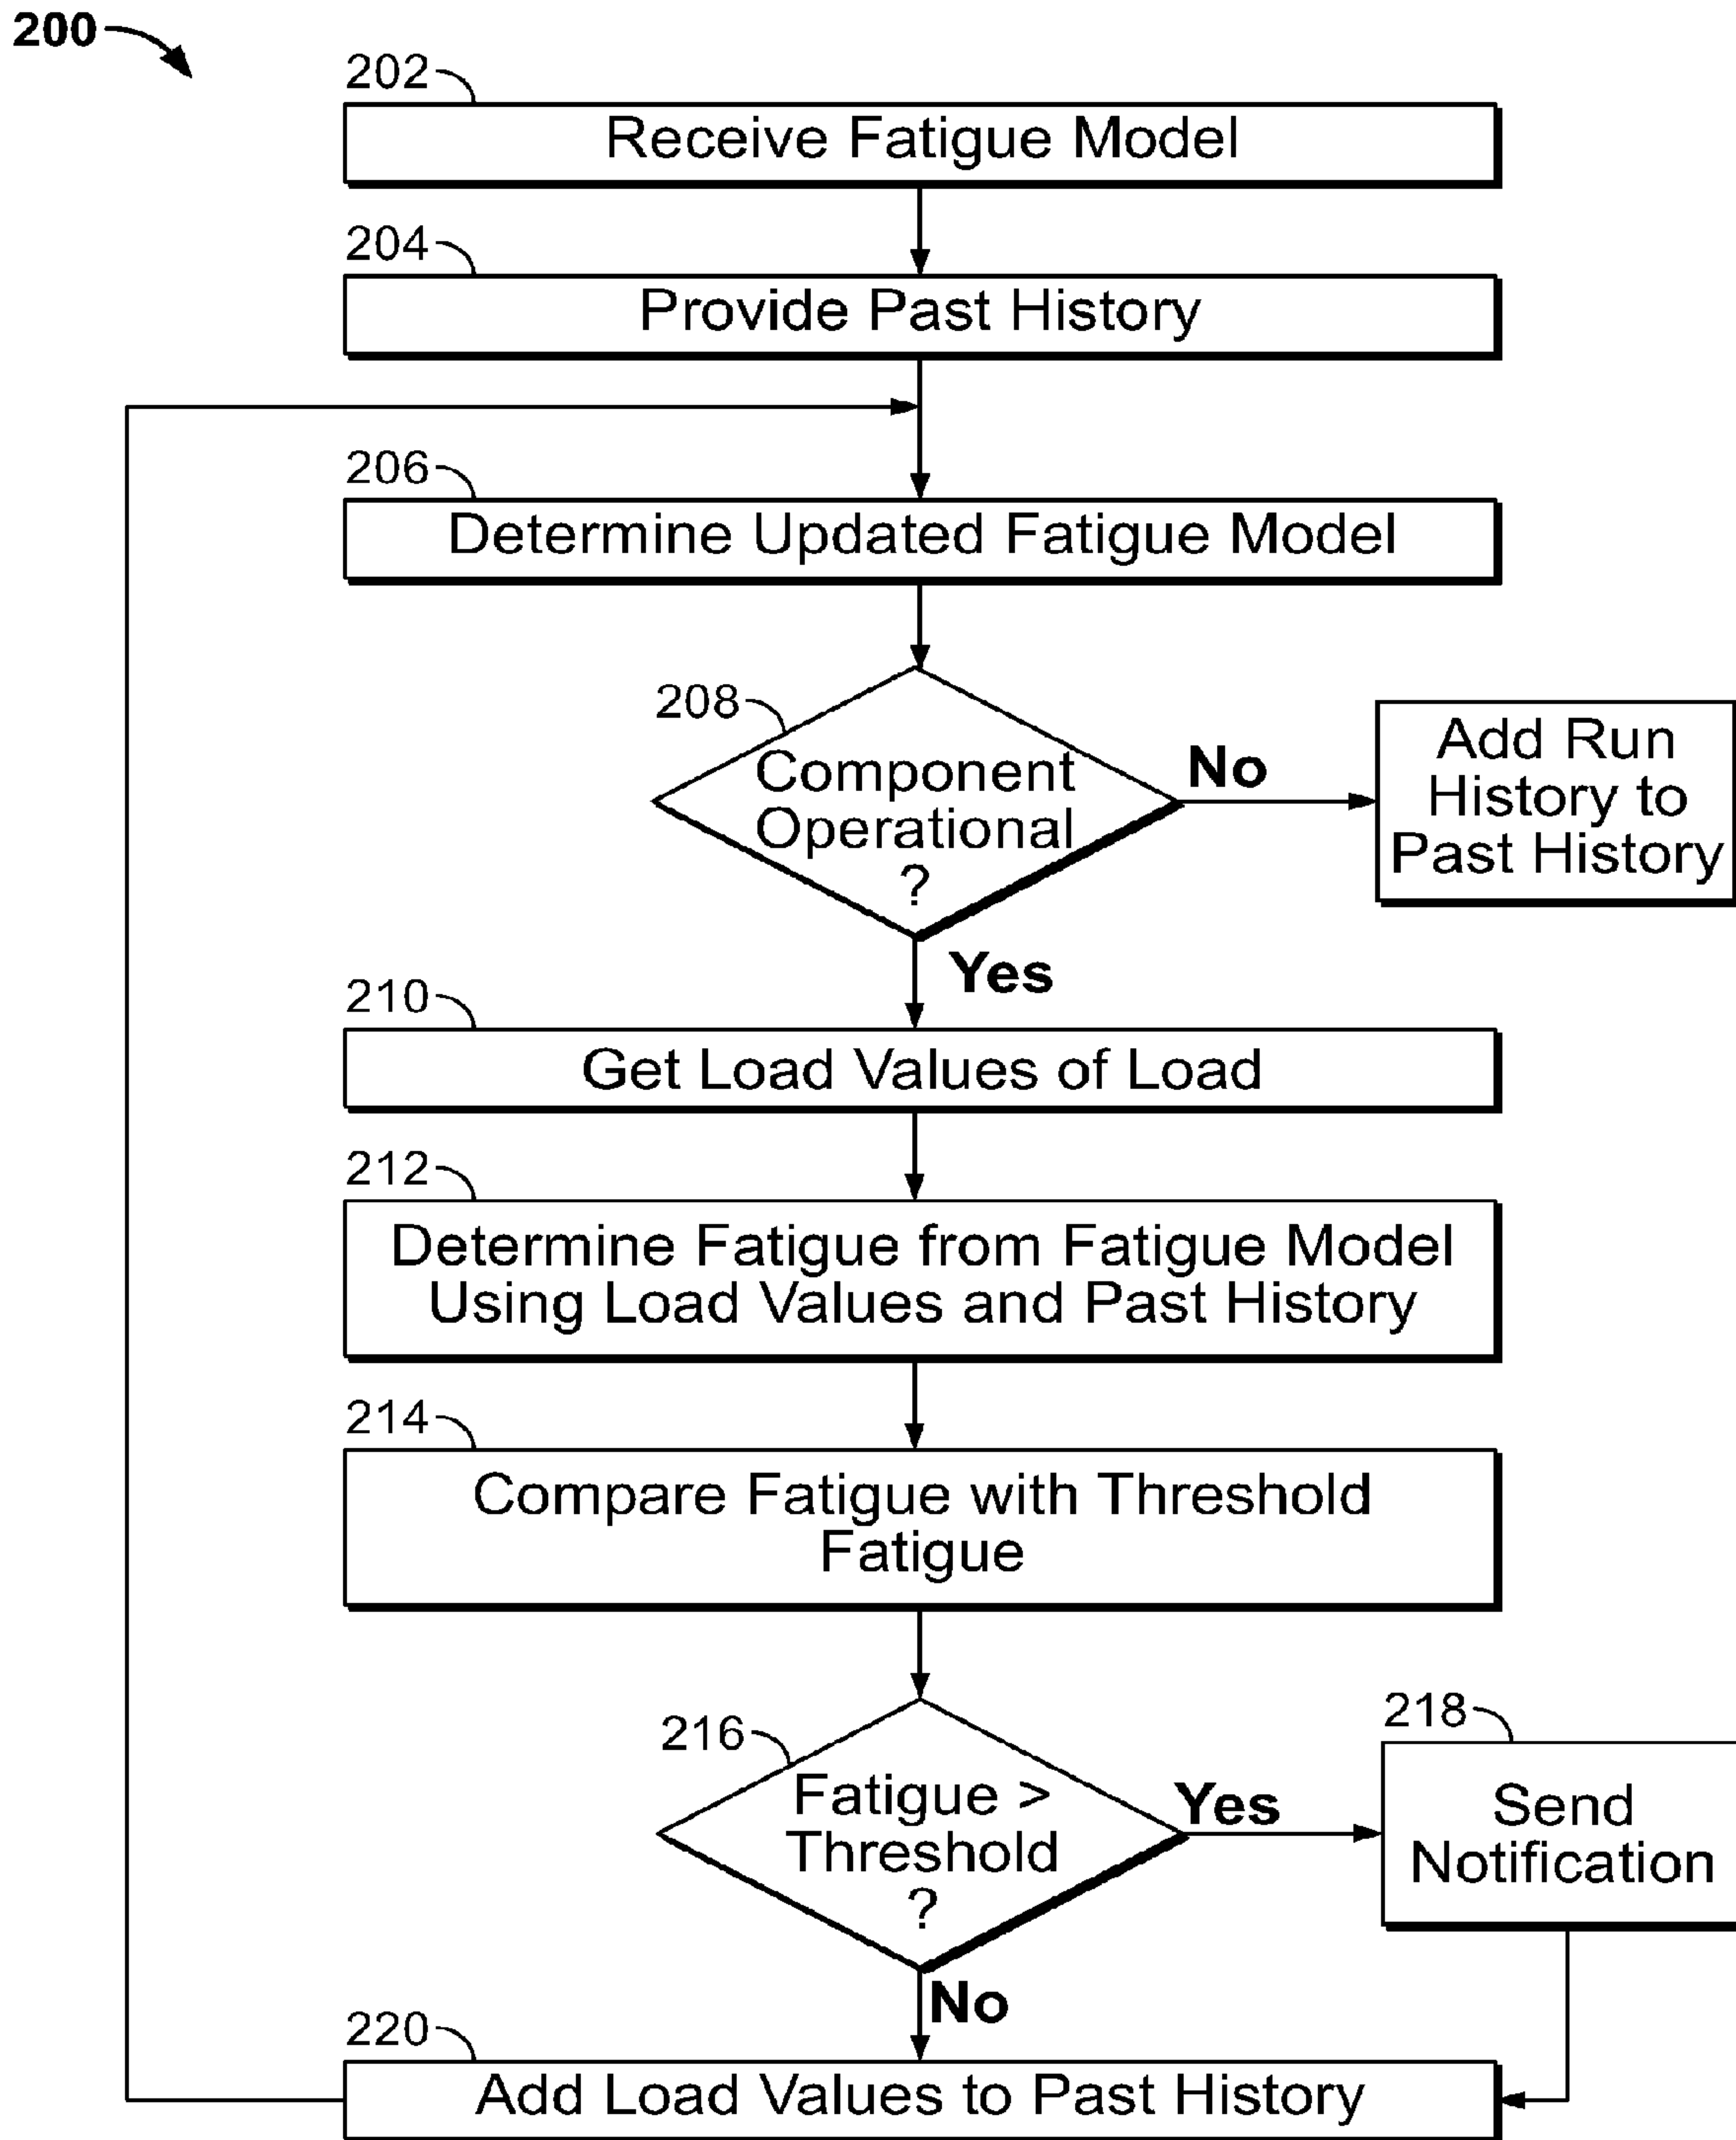 200
202
Receive Fatigue Model
204
Provide Past History
206
Determine Updated Fatigue Model
208
Component
Operational
?
No
Add Run
History to
Past History
Yes
210
Get Load Values of Load
212
Determine Fatigue from Fatigue Model
Using Load Values and Past History
214
Compare Fatigue with Threshold
Fatigue
216
Fatigue >
Threshold
?
Yes
218
Send
Notification
No
220
Add Load Values to Past History